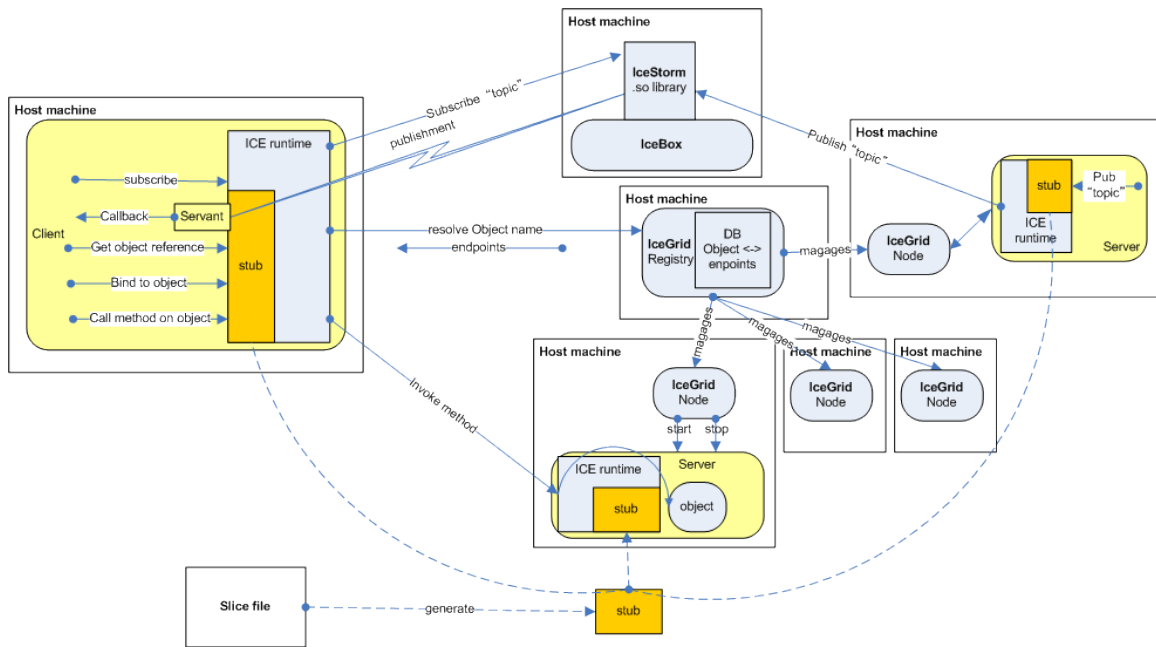 Host machine
IceStorm
.so library
IceBox
Subscribe “topic”
publishment
Host machine
Client
ICE runtime
subscribe
Callback
Servant
Get object reference
stub
Bind to object
Call method on object
Host machine
Publish “topic”
stub
Pub
“topic”
ICE
runtime
Server
IceGrid
Node
Host machine
resolve Object name
endpoints
IceGrid
Registry
DB
Object <->
enpoints
magages
magages
magages
magages
Invoke method
Host machine
IceGrid
Node
start
stop
Server
ICE runtime
stub
object
Host machine
IceGrid
Node
Host machine
IceGrid
Node
Slice file
generate
stub